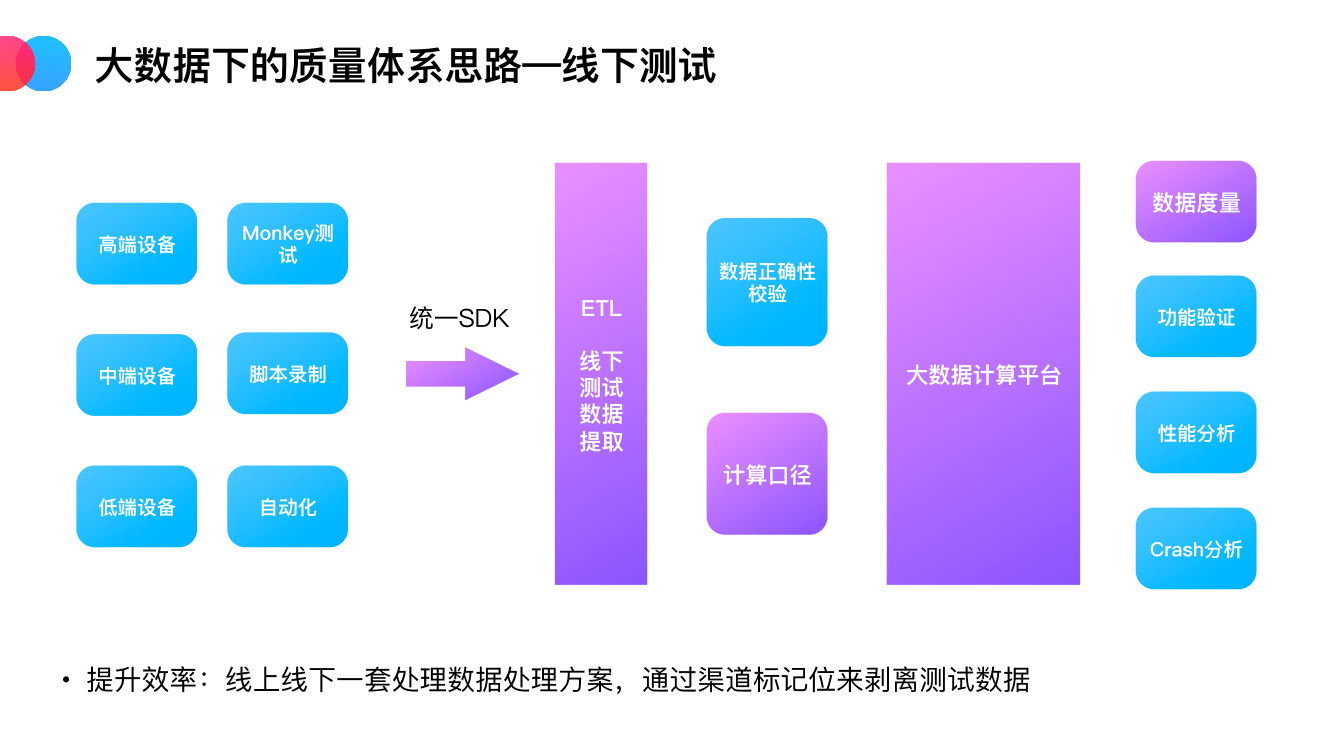 大数据下的质量体系思路—线下测试
高端设备
Monkey测
试
中端设备
脚本录制
低端设备
自动化
统一SDK
ETL
线下
测试
数据
提取
数据正确性
校验
计算口径
大数据计算平台
数据度量
功能验证
性能分析
Crash分析
• 提升效率：线上线下一套处理数据处理方案，通过渠道标记位来剥离测试数据